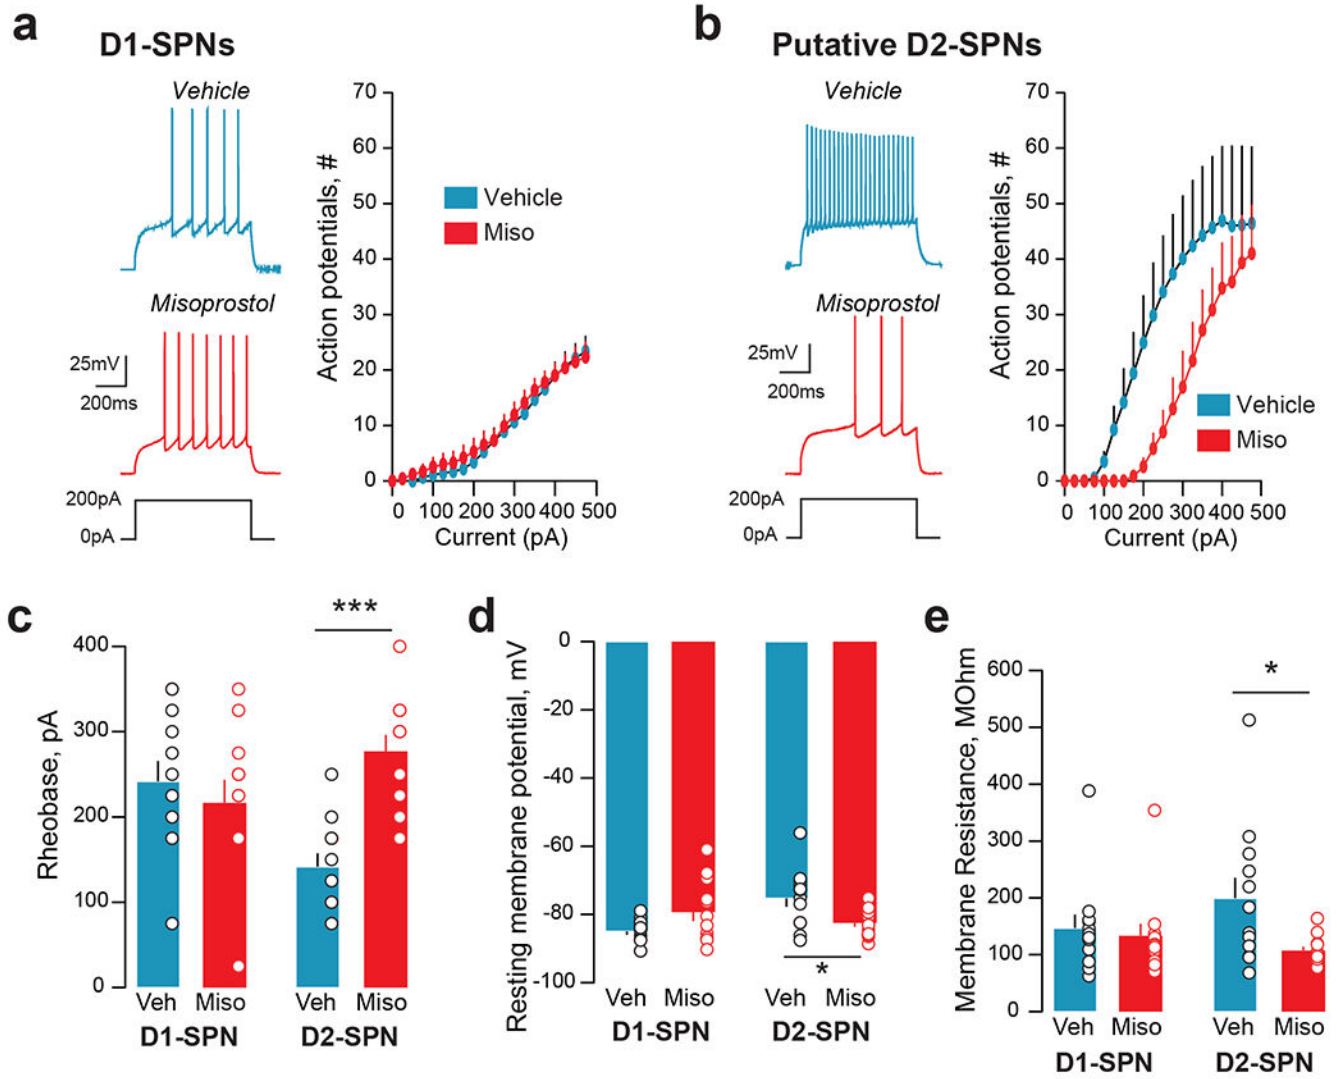 a
D1-SPNs
Vehicle
Misoprostol
25mV
200ms
200pA
0pA
Action potentials, #
70
60
50
40
30
20
10
0
Vehicle
Miso
0 100 200 300 400 500
Current (pA)
b
Putative D2-SPNs
Vehicle
Misoprostol
25mV
200ms
200pA
0pA
Action potentials, #
70
60
50
40
30
20
10
0
Vehicle
Miso
0 100 200 300 400 500
Current (pA)
c
Rheobase, pA
400
300
200
100
0
***
Veh Miso Veh Miso
D1-SPN D2-SPN
d
Resting membrane potential, mV
0
-20
-40
-60
-80
-100
*
Veh Miso Veh Miso
D1-SPN D2-SPN
e
Membrane Resistance, MOhm
600
500
400
300
200
100
0
*
Veh Miso Veh Miso
D1-SPN D2-SPN